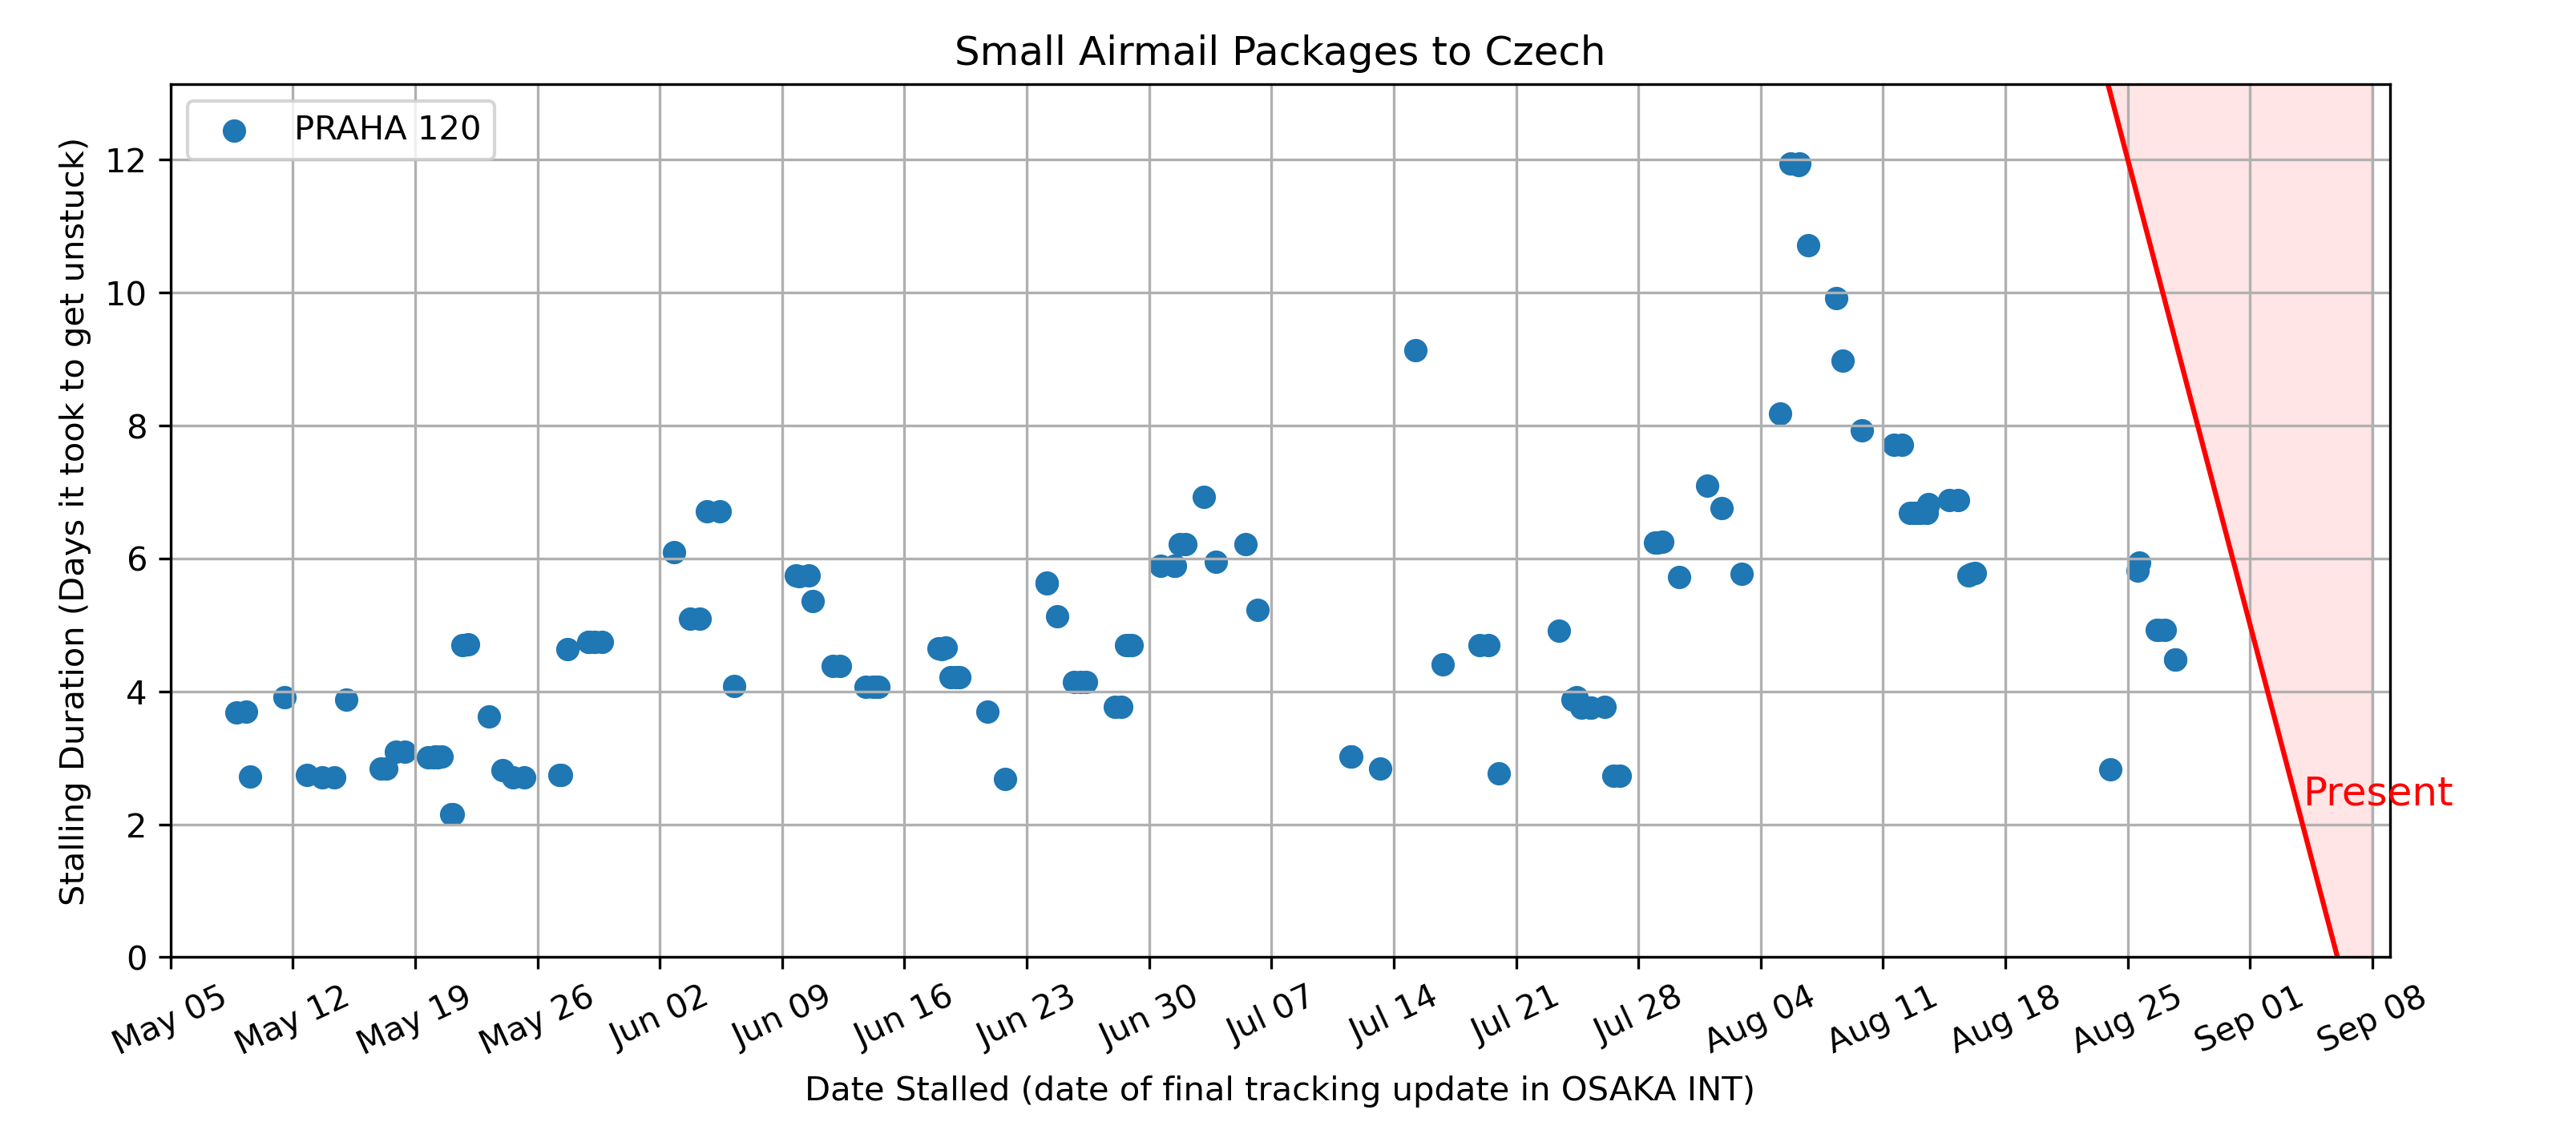 Small Airmail Packages to Czech
PRAHA 120
Stalling Duration (Days it took to get unstuck)
12
10
8
6
4
2
0
Present
May 05
May 12
May 19
May 26
Jun 02
Jun 09
Jun 16
Jun 23
Jun 30
Jul 07
Jul 14
Jul 21
Jul 28
Aug 04
Aug 11
Aug 18
Aug 25
Sep 01
Sep 08
Date Stalled (date of final tracking update in OSAKA INT)